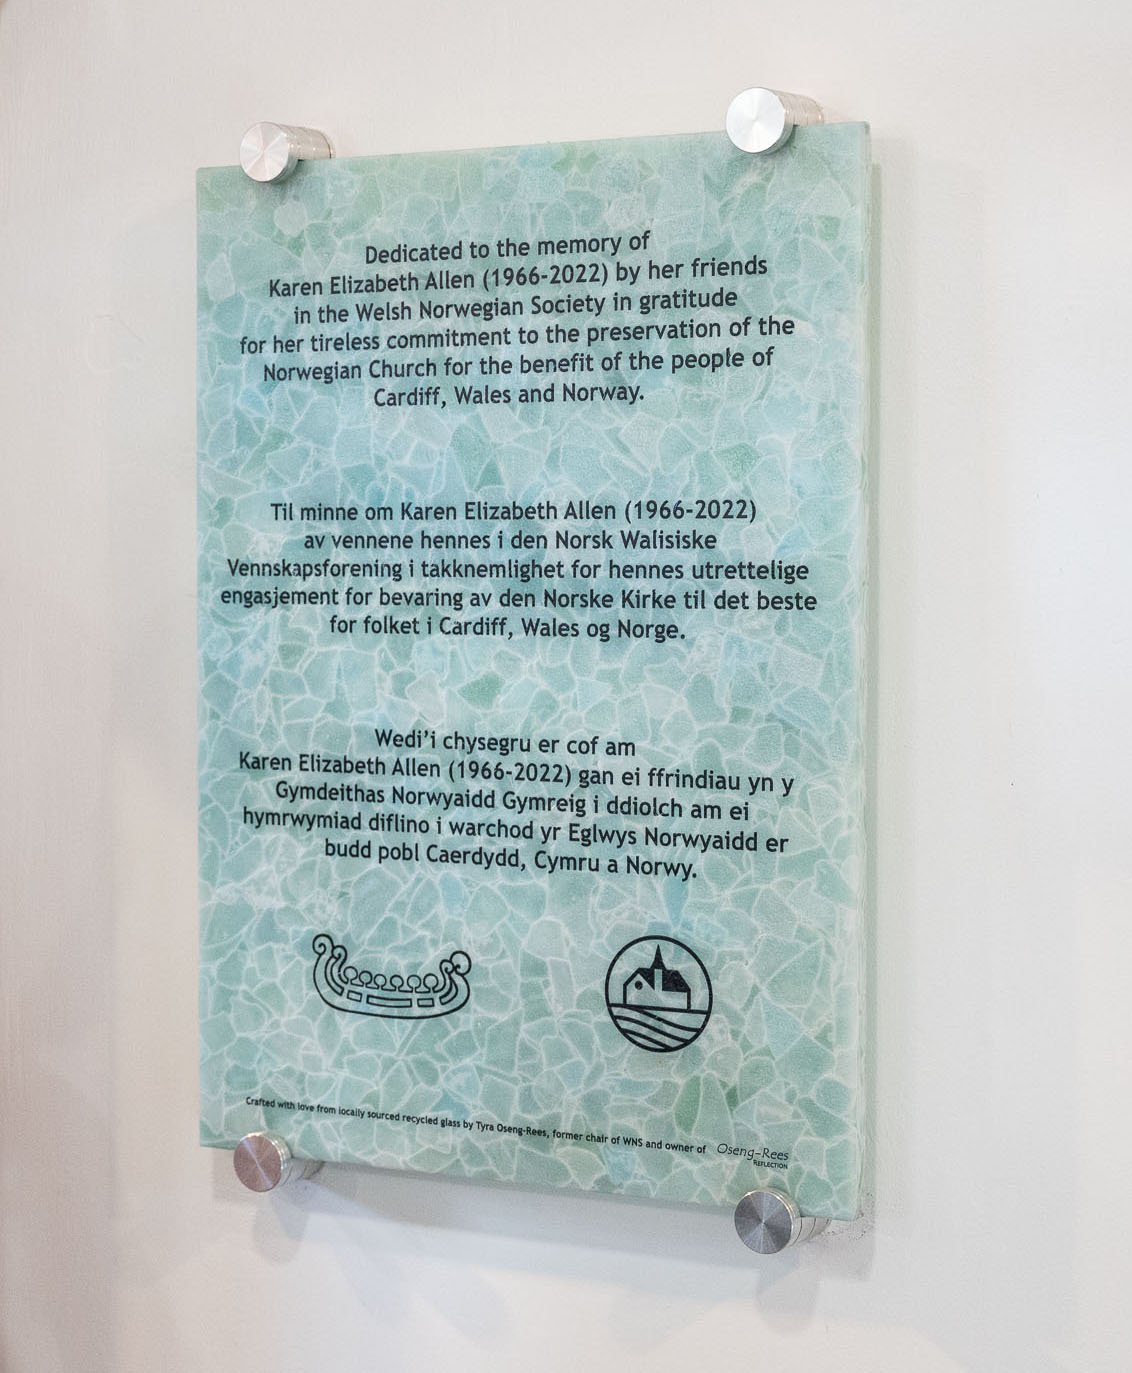 Dedicated to the memory of
Karen Elizabeth Allen (1966-2022) by her friends
in the Welsh Norwegian Society in gratitude
for her tireless commitment to the preservation of the
Norwegian Church for the benefit of the people of
Cardiff, Wales and Norway.
Til minne om Karen Elizabeth Allen (1966-2022)
av vennene hennes i den Norsk Walisiske
Vennskapsforening i takknemlighet for hennes utrettelige
engasjement for bevaring av den Norske Kirke til det beste
for folket i Cardiff, Wales og Norge.
Wedi'i chysegru er cof am
Karen Elizabeth Allen (1966-2022) gan ei ffrindiau yn y
Gymdeithas Norwyaidd Gymreig i ddiolch am ei
hymrwymiad diflino i warchod yr Eglwys Norwyaidd er
budd pobl Caerdydd, Cymru a Norwy.
Crafted with love from locally sourced recycled glass by Tyra Oseng-Rees, former chair of WNS and owner of Oseng-Rees
REFLECTION